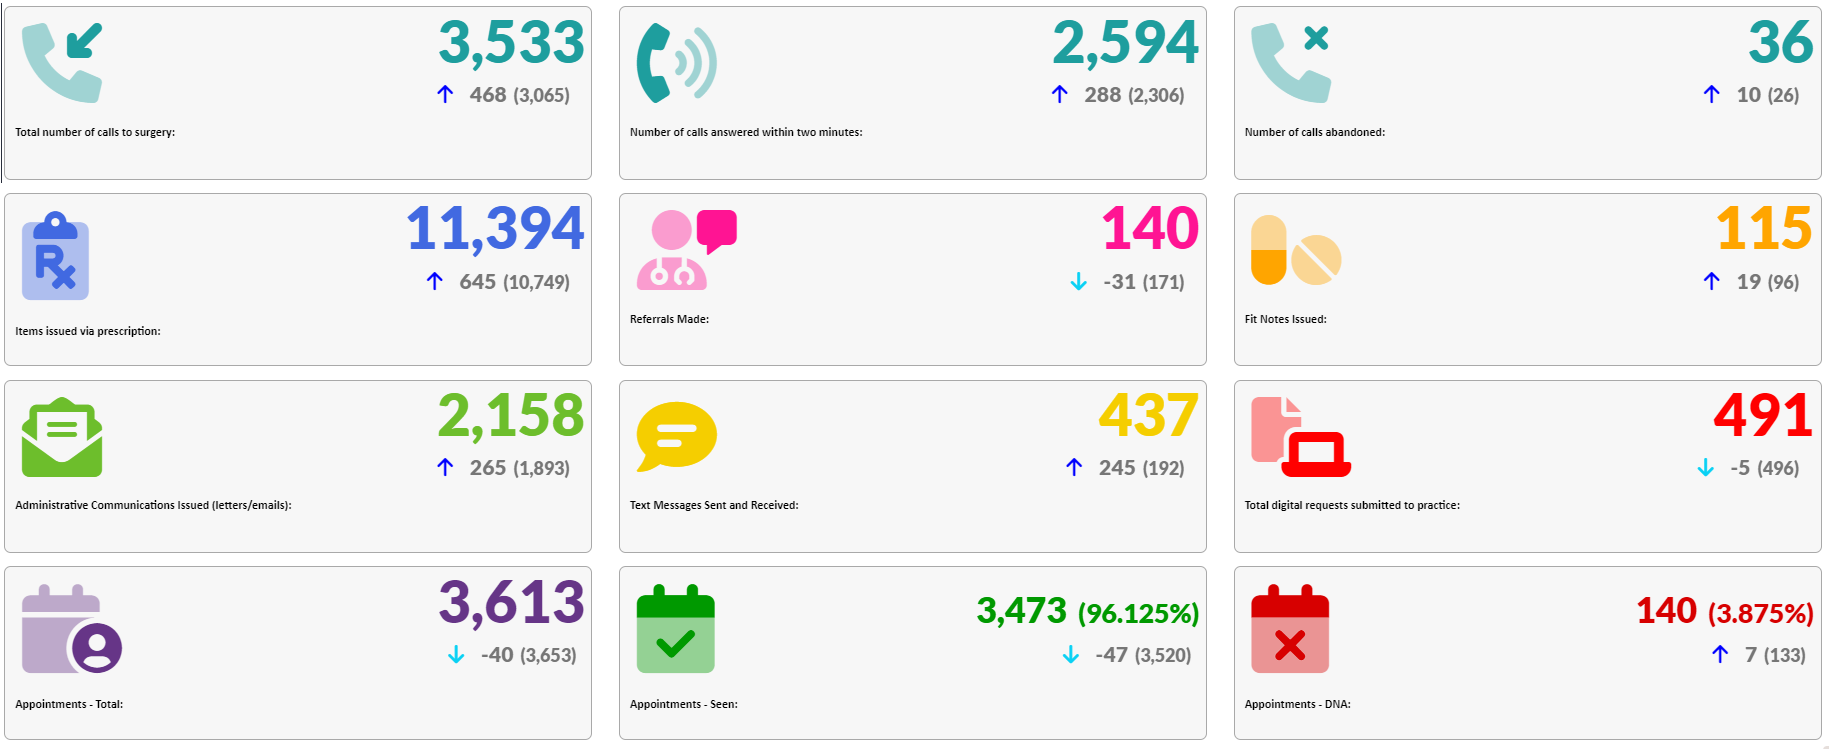 3,533
468 (3,065)
Total number of calls to surgery:
2,594
288 (2,306)
Number of calls answered within two minutes:
36
10 (26)
Number of calls abandoned:
Rx
11,394
645 (10,749)
Items issued via prescription:
140
-31 (171)
Referrals Made:
115
19 (96)
Fit Notes Issued:
2,158
265 (1,893)
Administrative Communications Issued (letters/emails):
437
245 (192)
Text Messages Sent and Received:
491
-5 (496)
Total digital requests submitted to practice:
3,613
-40 (3,653)
Appointments - Total:
3,473 (96.125%)
-47 (3,520)
Appointments - Seen:
140 (3.875%)
7 (133)
Appointments - DNA: